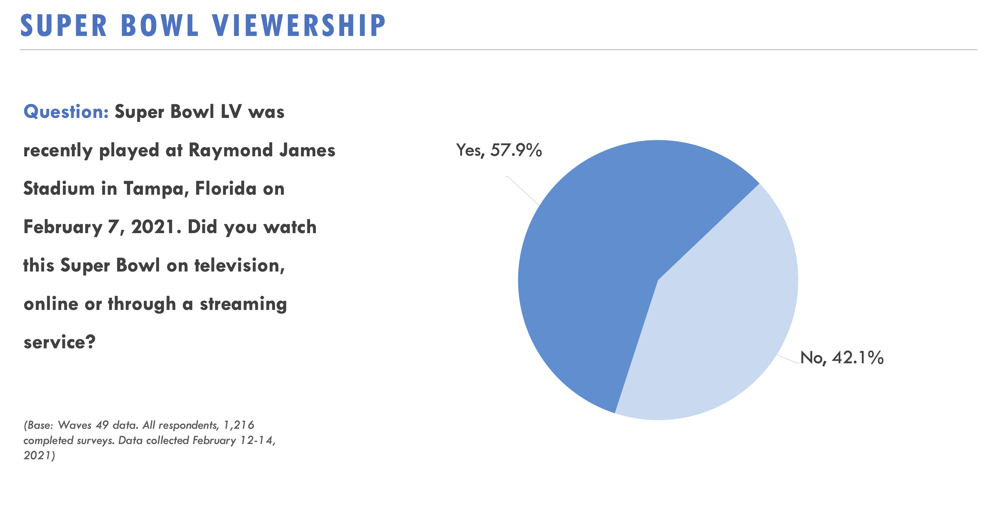 SUPER BOWL VIEWERSHIP
Question: Super Bowl LV was
recently played at Raymond James
Stadium in Tampa, Florida on
February 7, 2021. Did you watch
this Super Bowl on television,
online or through a streaming
service?
(Base: Waves 49 data. All respondents, 1,216
completed surveys. Data collected February 12-14,
2021)
Yes, 57.9%
No, 42.1%